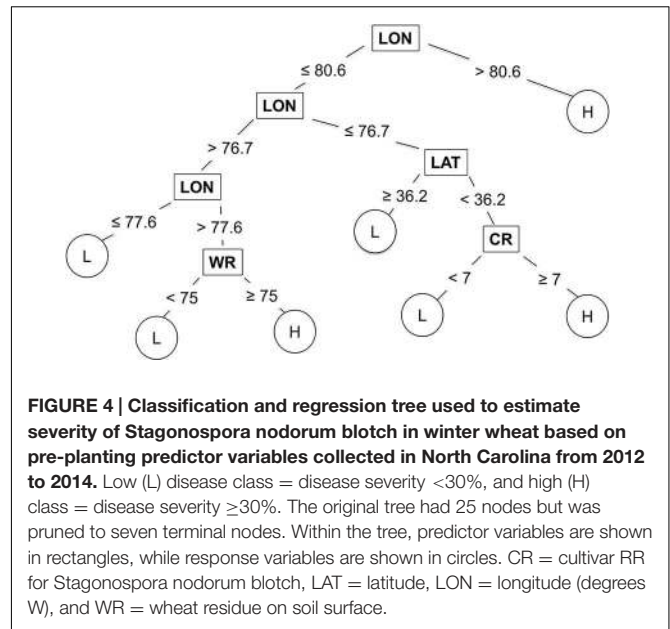 LON
≤ 80.6
> 80.6
LON
H
> 76.7
≤ 76.7
LON
LAT
≤ 77.6
> 77.6
≥ 36.2
< 36.2
L
WR
L
CR
< 75
≥ 75
< 7
≥ 7
L
H
L
H
FIGURE 4 | Classification and regression tree used to estimate
severity of Stagonospora nodorum blotch in winter wheat based on
pre-planting predictor variables collected in North Carolina from 2012
to 2014. Low (L) disease class = disease severity <30%, and high (H)
class = disease severity ≥30%. The original tree had 25 nodes but was
pruned to seven terminal nodes. Within the tree, predictor variables are shown
in rectangles, while response variables are shown in circles. CR = cultivar RR
for Stagonospora nodorum blotch, LAT = latitude, LON = longitude (degrees
W), and WR = wheat residue on soil surface.